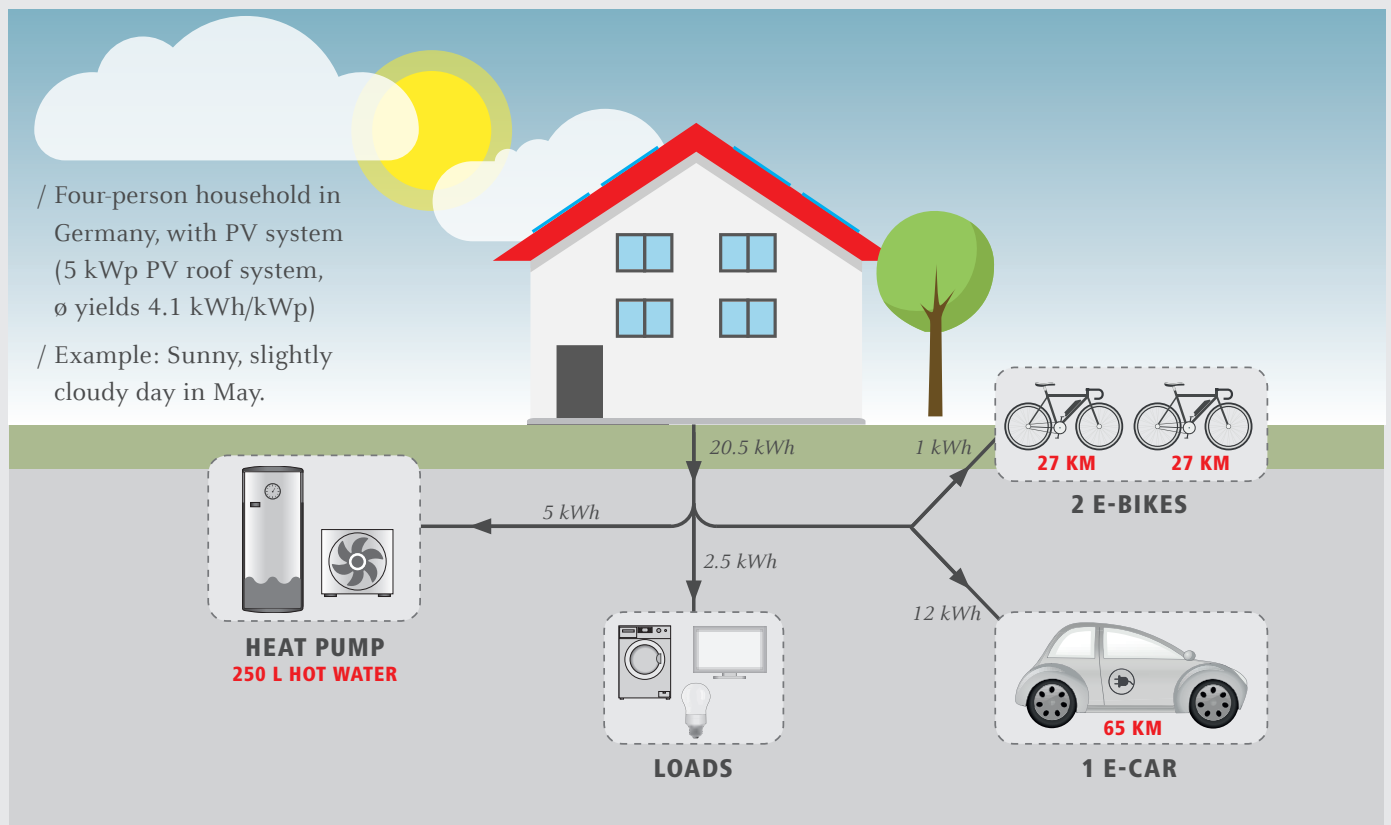 / Four-person household in
Germany, with PV system
(5 kWp PV roof system,
ø yields 4.1 kWh/kWp)
/ Example: Sunny, slightly
cloudy day in May.
20.5 kWh
1 kWh
27 KM
27 KM
2 E-BIKES
5 kWh
2.5 kWh
12 kWh
HEAT PUMP
250 L HOT WATER
LOADS
65 KM
1 E-CAR